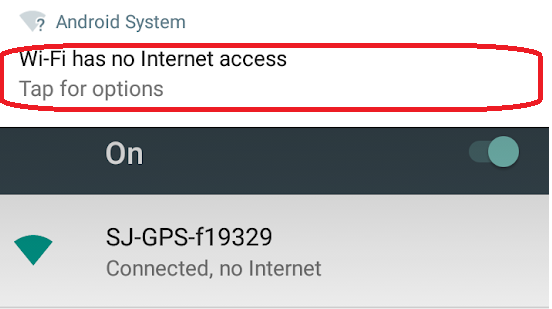 Android System
Wi-Fi has no Internet access
Tap for options
On
SJ-GPS-f19329
Connected, no Internet